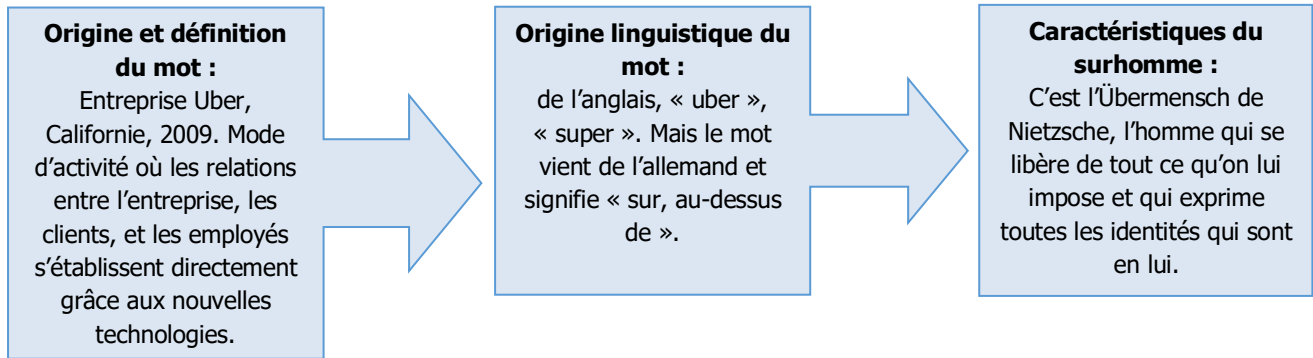 Origine et définition
du mot :
Entreprise Uber,
Californie, 2009. Mode
d’activité où les relations
entre l’entreprise, les
clients, et les employés
s’établissent directement
grâce aux nouvelles
technologies.
Origine linguistique du
mot :
de l’anglais, « uber »,
« super ». Mais le mot
vient de l’allemand et
signifie « sur, au-dessus
de ».
Caractéristiques du
surhomme :
C’est l’Übermensch de
Nietzsche, l’homme qui se
libère de tout ce qu’on lui
impose et qui exprime
toutes les identités qui sont
en lui.